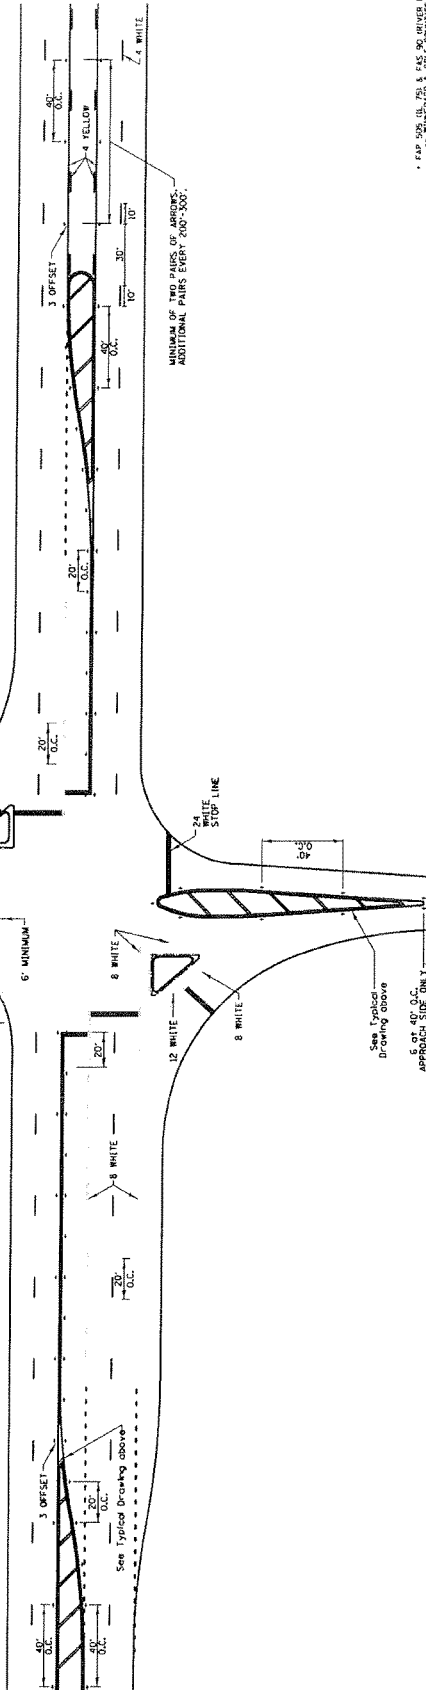 40'
O.C.
3 OFFSET
See Typical Drawing above
20'
O.C.
40'
O.C.
8 WHITE
20'
O.C.
20'
6' MINIMUM
8 WHITE
12 WHITE
8 WHITE
See Typical
Drawing above
6 at 40' O.C.
APPROACH SIDE ONLY
40'
O.C.
24
WHITE
STOP LINE
20'
O.C.
20'
O.C.
3 OFFSET
40'
O.C.
10'
30'
10'
MINIMUM OF TWO PAIRS OF ARROWS.
ADDITIONAL PAIRS EVERY 200'-300'.
4 YELLOW
40'
O.C.
4 WHITE